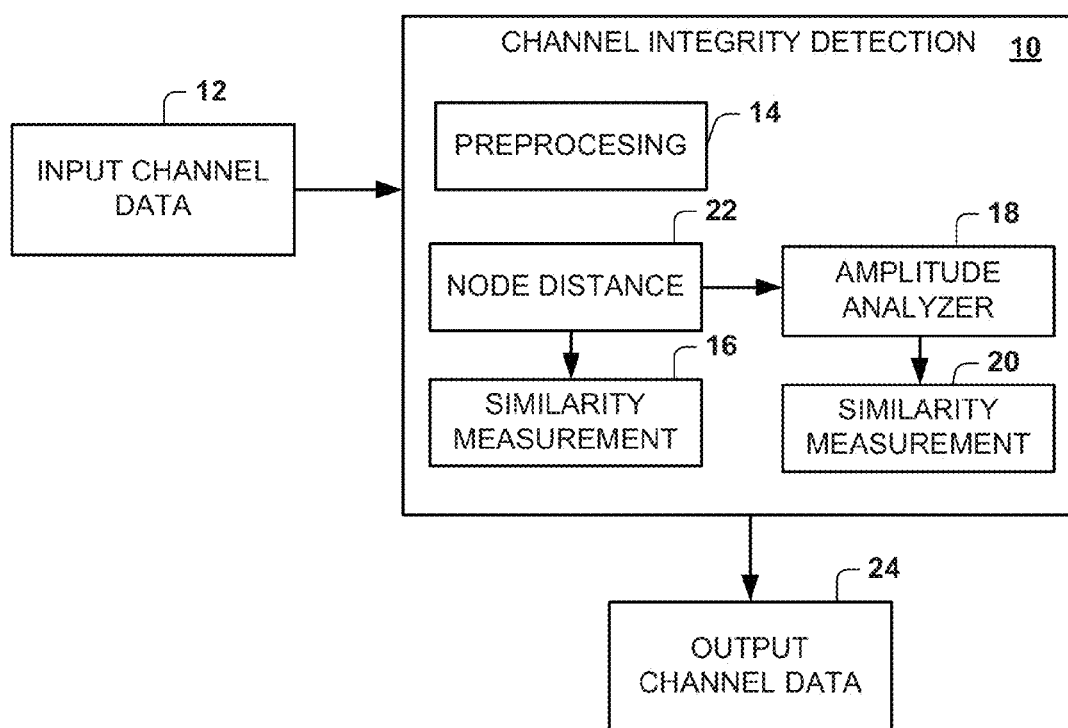 CHANNEL INTEGRITY DETECTION 10
12
INPUT CHANNEL
DATA
14
PREPROCESING
22
NODE DISTANCE
18
AMPLITUDE
ANALYZER
16
SIMILARITY
MEASUREMENT
20
SIMILARITY
MEASUREMENT
24
OUTPUT
CHANNEL DATA